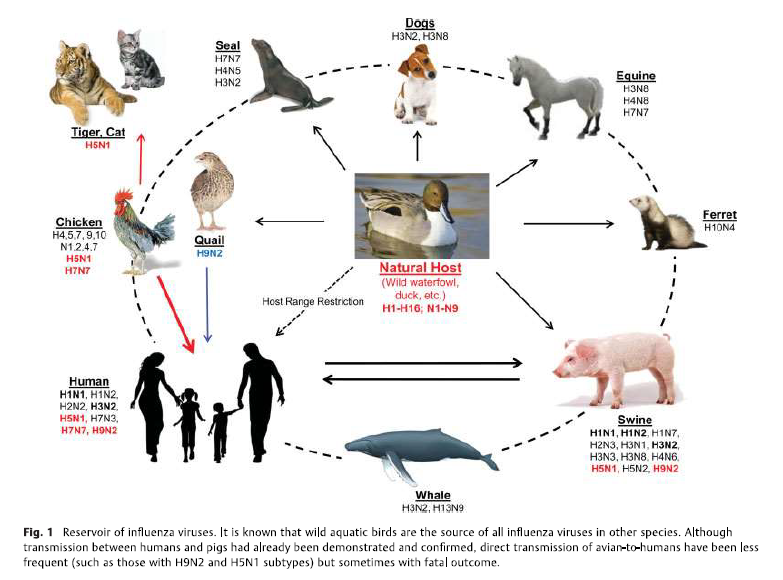 Dogs
H3N2, H3N8
Seal
H7N7
H4N5
H3N2
Equine
H3N8
H4N8
H7N7
Tiger, Cat
H5N1
Chicken
H4,5,7, 9,10
N1,2,4,7
H5N1
H7N7
Quail
H9N2
Ferret
H10N4
Natural Host
(Wild waterfowl,
duck, etc.)
H1-H16; N1-N9
Host Range Restriction
Human
H1N1, H1N2,
H2N2, H3N2,
H5N1, H7N3,
H7N7, H9N2
Swine
H1N1, H1N2, H1N7,
H2N3, H3N1, H3N2,
H3N3, H3N8, H4N6,
H5N1, H5N2, H9N2
Whale
H3N2, H13N9
Fig. 1 Reservoir of influenza viruses. It is known that wild aquatic birds are the source of all influenza viruses in other species. Although
transmission between humans and pigs had already been demonstrated and confirmed, direct transmission of avian-to-humans have been less
frequent (such as those with H9N2 and H5N1 subtypes) but sometimes with fatal outcome.